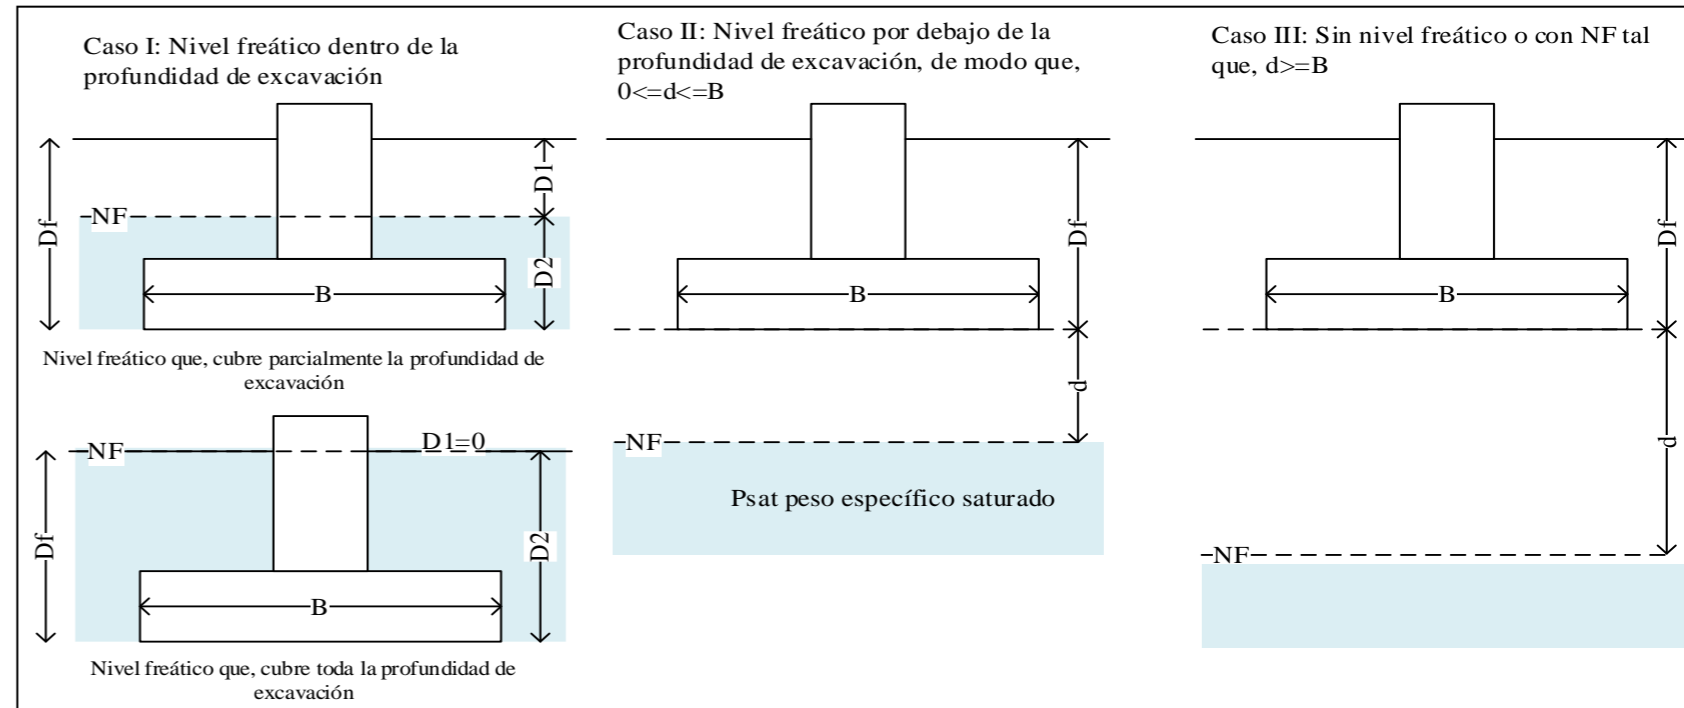 Caso I: Nivel freático dentro de la
profundidad de excavación
Df
NF
D1
D2
B
Nivel freático que, cubre parcialmente la profundidad de
excavación
NF
D1=0
Df
D2
B
Nivel freático que, cubre toda la profundidad de
excavación
Caso II: Nivel freático por debajo de la
profundidad de excavación, de modo que,
0<=d<=B
Df
B
d
NF
Psat peso específico saturado
Caso III: Sin nivel freático o con NF tal
que, d>=B
Df
B
d
NF